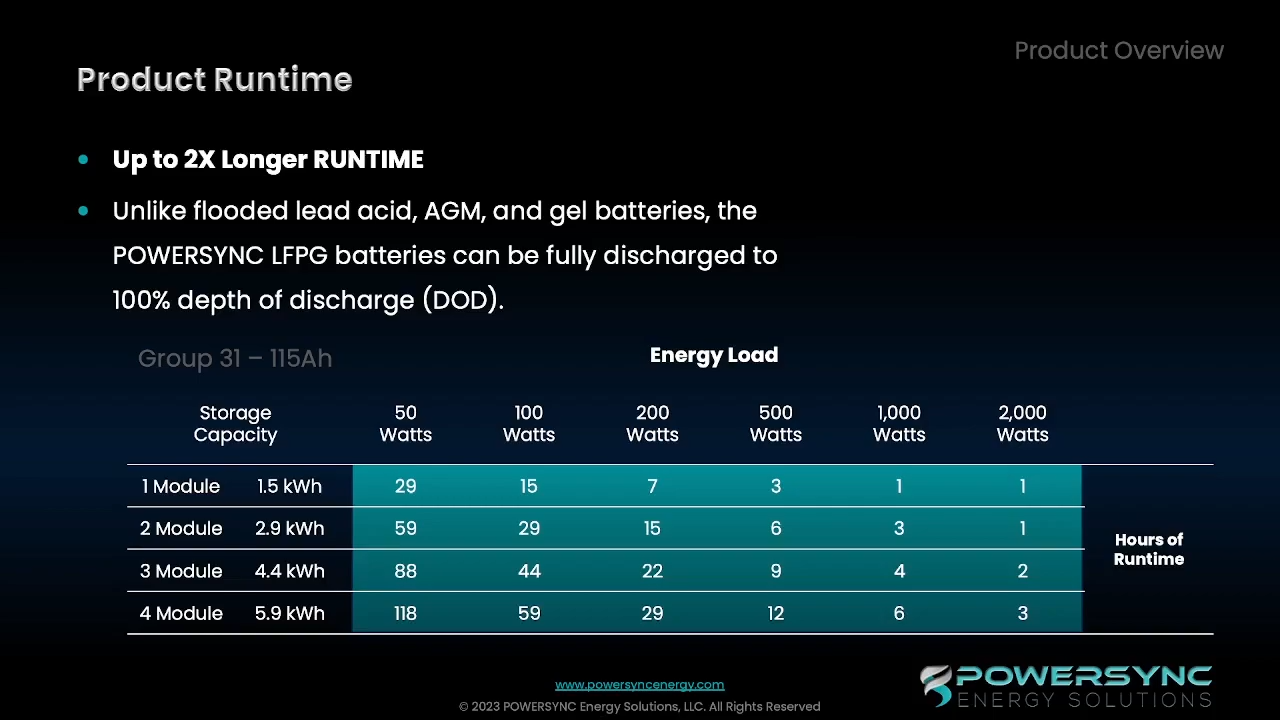 Product Overview
Product Runtime
• Up to 2X Longer RUNTIME
• Unlike flooded lead acid, AGM, and gel batteries, the
POWERSYNC LFPG batteries can be fully discharged to
100% depth of discharge (DOD).
Group 31 – 115Ah
Energy Load
Storage Capacity 50 Watts 100 Watts 200 Watts 500 Watts 1,000 Watts 2,000 Watts
1 Module 1.5 kWh 29 15 7 3 1 1
2 Module 2.9 kWh 59 29 15 6 3 1
3 Module 4.4 kWh 88 44 22 9 4 2
4 Module 5.9 kWh 118 59 29 12 6 3
Hours of
Runtime
www.powersyncenergy.com
© 2023 POWERSYNC Energy Solutions, LLC. All Rights Reserved
POWERSYNC
ENERGY SOLUTIONS